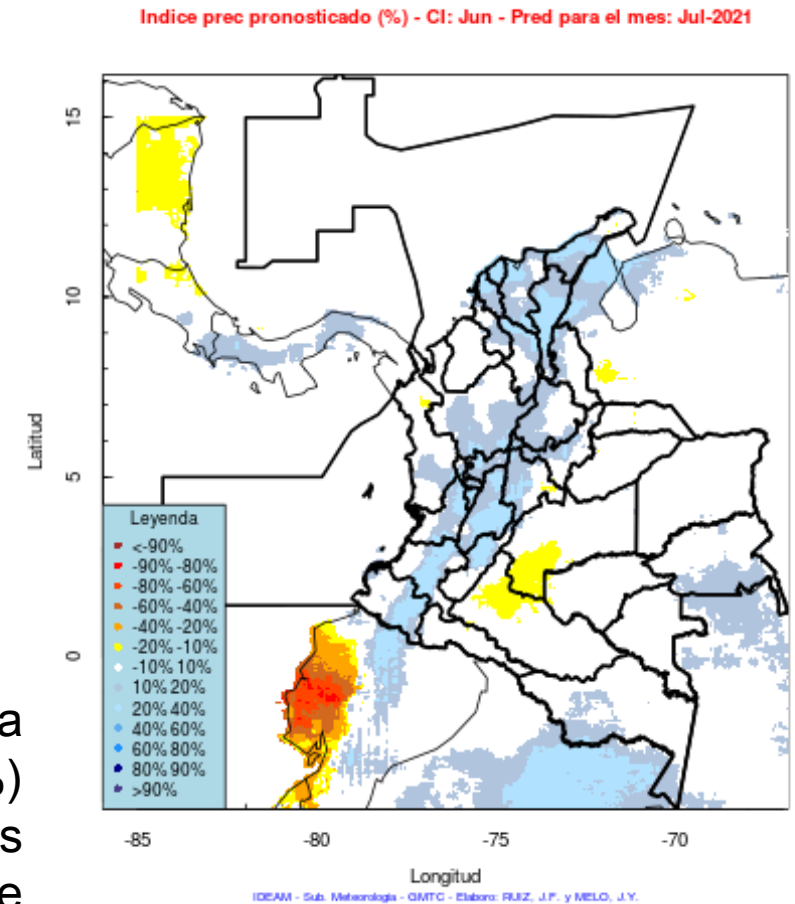 Indice prec pronosticado (%) - CI: Jun - Pred para el mes: Jul-2021
15
10
5
0
Latitud
Leyenda
<-90%
-90% -80%
-80% -60%
-60% -40%
-40% -20%
-20% -10%
-10% 10%
10% 20%
20% 40%
40% 60%
60% 80%
80% 90%
>90%
a
)
s
e
-85
-80
-75
-70
Longitud
IDEAM - Sub. Meteorologia - GMTC - Elaboro: RUIZ, J.F. y MELO, J.Y.